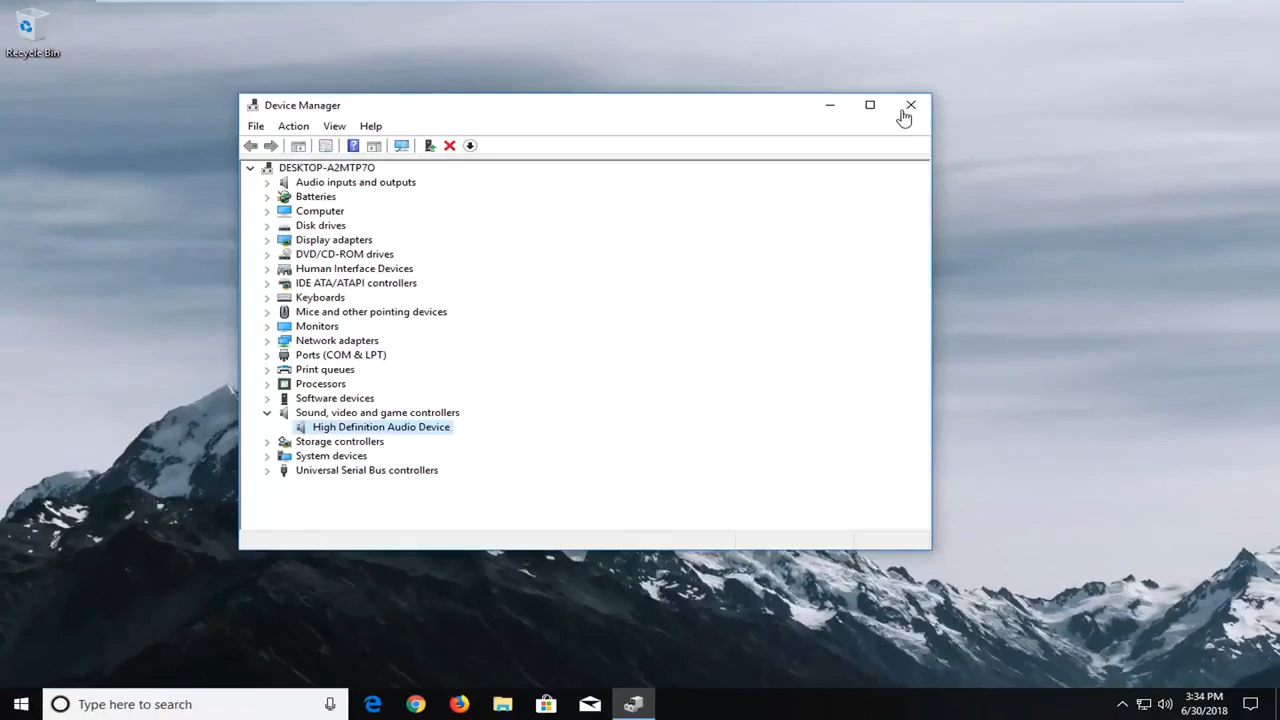 Recycle Bin
Device Manager
File Action View Help
DESKTOP-A2MTP7O
Audio inputs and outputs
Batteries
Computer
Disk drives
Display adapters
DVD/CD-ROM drives
Human Interface Devices
IDE ATA/ATAPI controllers
Keyboards
Mice and other pointing devices
Monitors
Network adapters
Ports (COM & LPT)
Print queues
Processors
Software devices
Sound, video and game controllers
High Definition Audio Device
Storage controllers
System devices
Universal Serial Bus controllers
Type here to search
3:34 PM
6/30/2018